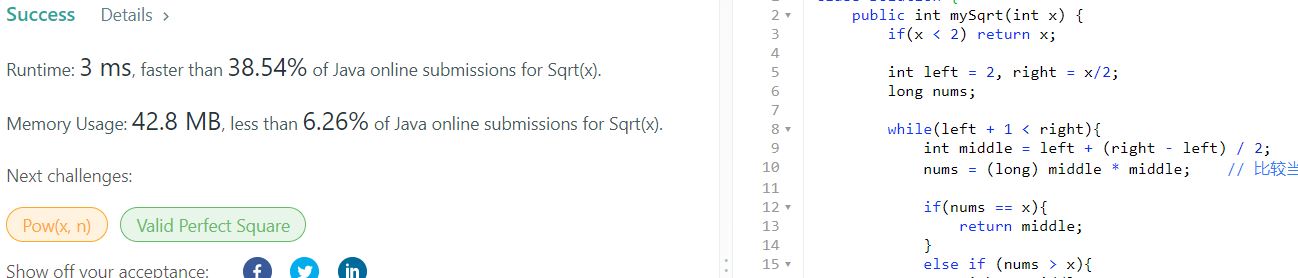 Success Details >
Runtime: 3 ms, faster than 38.54% of Java online submissions for Sqrt(x).
Memory Usage: 42.8 MB, less than 6.26% of Java online submissions for Sqrt(x).
Next challenges:
Pow(x, n) Valid Perfect Square
Show off your acceptance:
2 public int mySqrt(int x) {
3 if(x < 2) return x;
4
5 int left = 2, right = x/2;
6 long nums;
7
8 while(left + 1 < right){
9 int middle = left + (right - left) / 2;
10 nums = (long) middle * middle; // 比较当
11
12 if(nums == x){
13 return middle;
14 }
15 else if (nums > x){